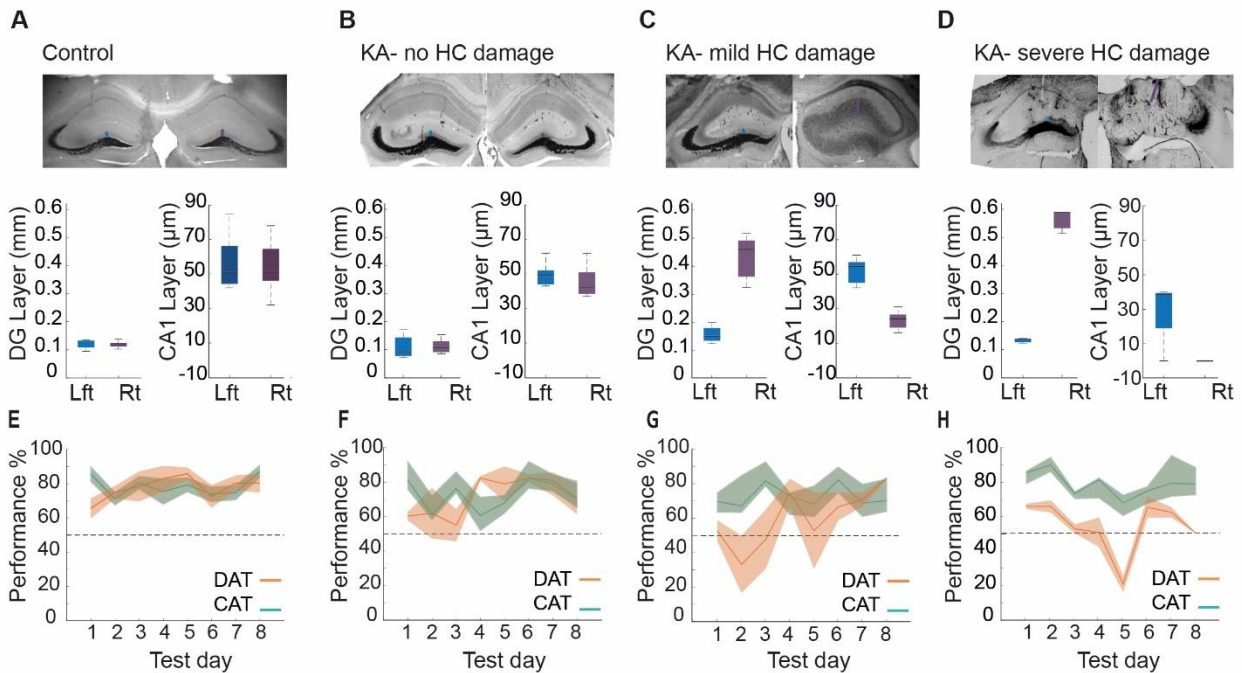 A
B
C
D
Control
KA- no HC damage
KA- mild HC damage
KA- severe HC damage
DG Layer (mm)
0.6
0.5
0.4
0.3
0.2
0.1
0
Lft Rt
CA1 Layer (µm)
90
70
50
30
10
-10
Lft Rt
DG Layer (mm)
0.6
0.5
0.4
0.3
0.2
0.1
0
Lft Rt
CA1 Layer (µm)
90
70
50
30
10
-10
Lft Rt
DG Layer (mm)
0.6
0.5
0.4
0.3
0.2
0.1
0
Lft Rt
CA1 Layer (µm)
90
70
50
30
10
-10
Lft Rt
DG Layer (mm)
0.6
0.5
0.4
0.3
0.2
0.1
0
Lft Rt
CA1 Layer (µm)
90
70
50
30
10
-10
Lft Rt
E
Performance %
100
80
60
40
20
0
DAT
CAT
1 2 3 4 5 6 7 8
Test day
F
Performance %
100
80
60
40
20
0
DAT
CAT
1 2 3 4 5 6 7 8
Test day
G
Performance %
100
80
60
40
20
0
DAT
CAT
1 2 3 4 5 6 7 8
Test day
H
Performance %
100
80
60
40
20
0
DAT
CAT
1 2 3 4 5 6 7 8
Test day